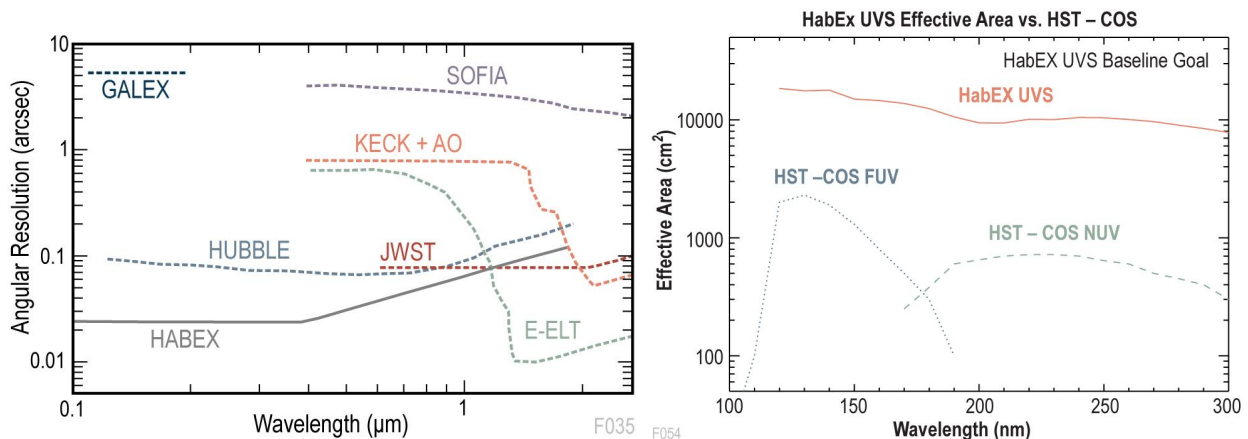 10
1
0.1
0.01
Angular Resolution (arcsec)
GALEX
SOFIA
KECK + AO
HUBBLE
JWST
HABEX
E-ELT
0.1
1
Wavelength (μm)
F035
HabEx UVS Effective Area vs. HST – COS
HabEX UVS Baseline Goal
HabEX UVS
HST –COS FUV
HST – COS NUV
Effective Area (cm²)
10000
1000
100
100
150
200
250
300
Wavelength (nm)
F054